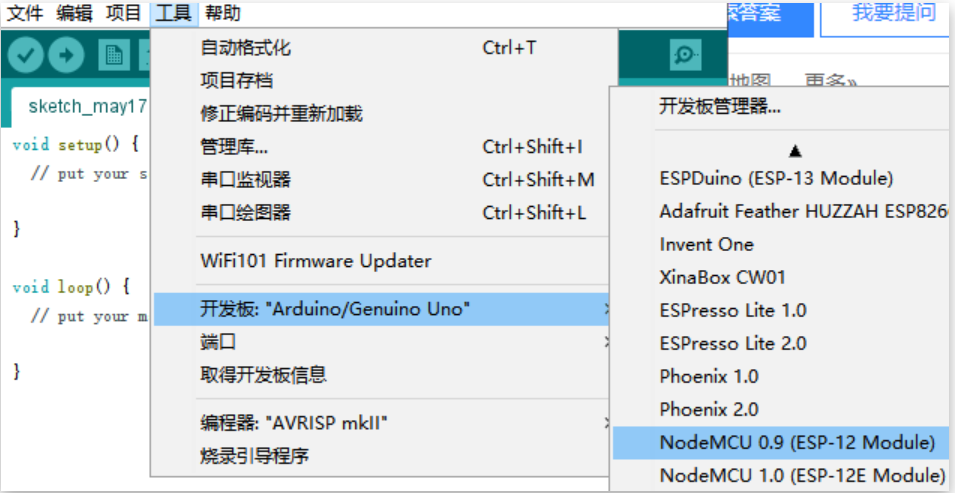 文件 编辑 项目 工具 帮助
索答案
我要提问
地图 更多»
sketch_may17
void setup() {
// put your s
}
void loop() {
// put your m
}
自动格式化 Ctrl+T
项目存档
修正编码并重新加载
管理库... Ctrl+Shift+I
串口监视器 Ctrl+Shift+M
串口绘图器 Ctrl+Shift+L
WiFi101 Firmware Updater
开发板: "Arduino/Genuino Uno"
端口
取得开发板信息
编程器: "AVRISP mkII"
烧录引导程序
开发板管理器...
ESPDuino (ESP-13 Module)
Adafruit Feather HUZZAH ESP826
Invent One
XinaBox CW01
ESPresso Lite 1.0
ESPresso Lite 2.0
Phoenix 1.0
Phoenix 2.0
NodeMCU 0.9 (ESP-12 Module)
NodeMCU 1.0 (ESP-12E Module)